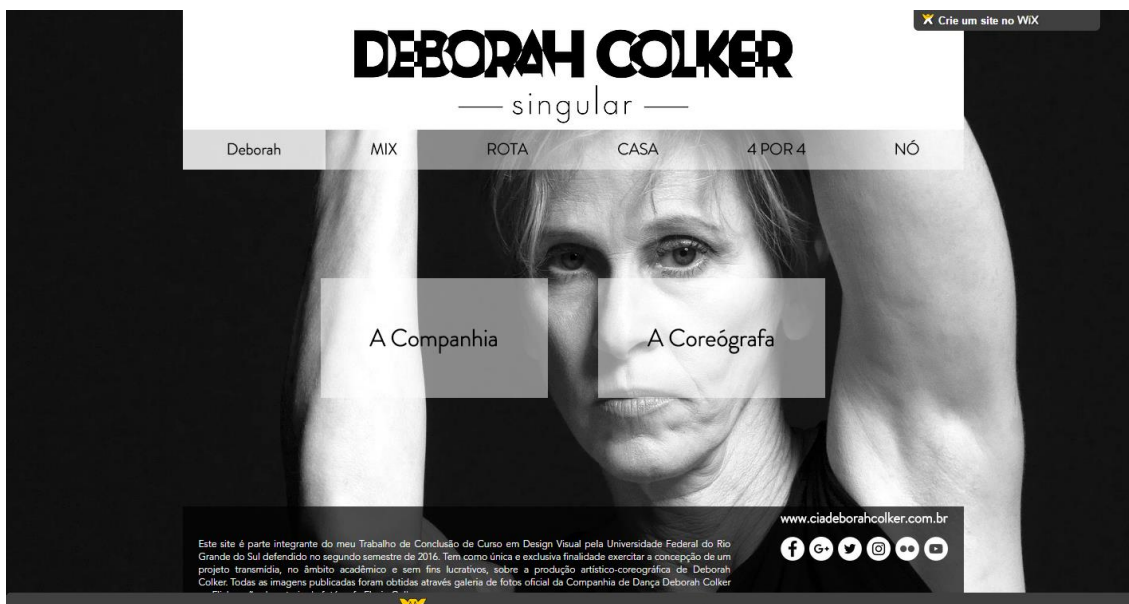 Crie um site no WiX
DEBORAH COLKER
singular
Deborah MIX ROTA CASA 4 POR 4 NÓ
A Companhia A Coreógrafa
www.ciadeborahcolker.com.br
Este site é parte integrante do meu Trabalho de Conclusão de Curso em Design Visual pela Universidade Federal do Rio
Grande do Sul defendido no segundo semestre de 2016. Tem como única e exclusiva finalidade exercitar a concepção de um
projeto transmídia, no âmbito acadêmico e sem fins lucrativos, sobre a produção artístico-coreográfica de Deborah
Colker. Todas as imagens publicadas foram obtidas através galeria de fotos oficial da Companhia de Dança Deborah Colker